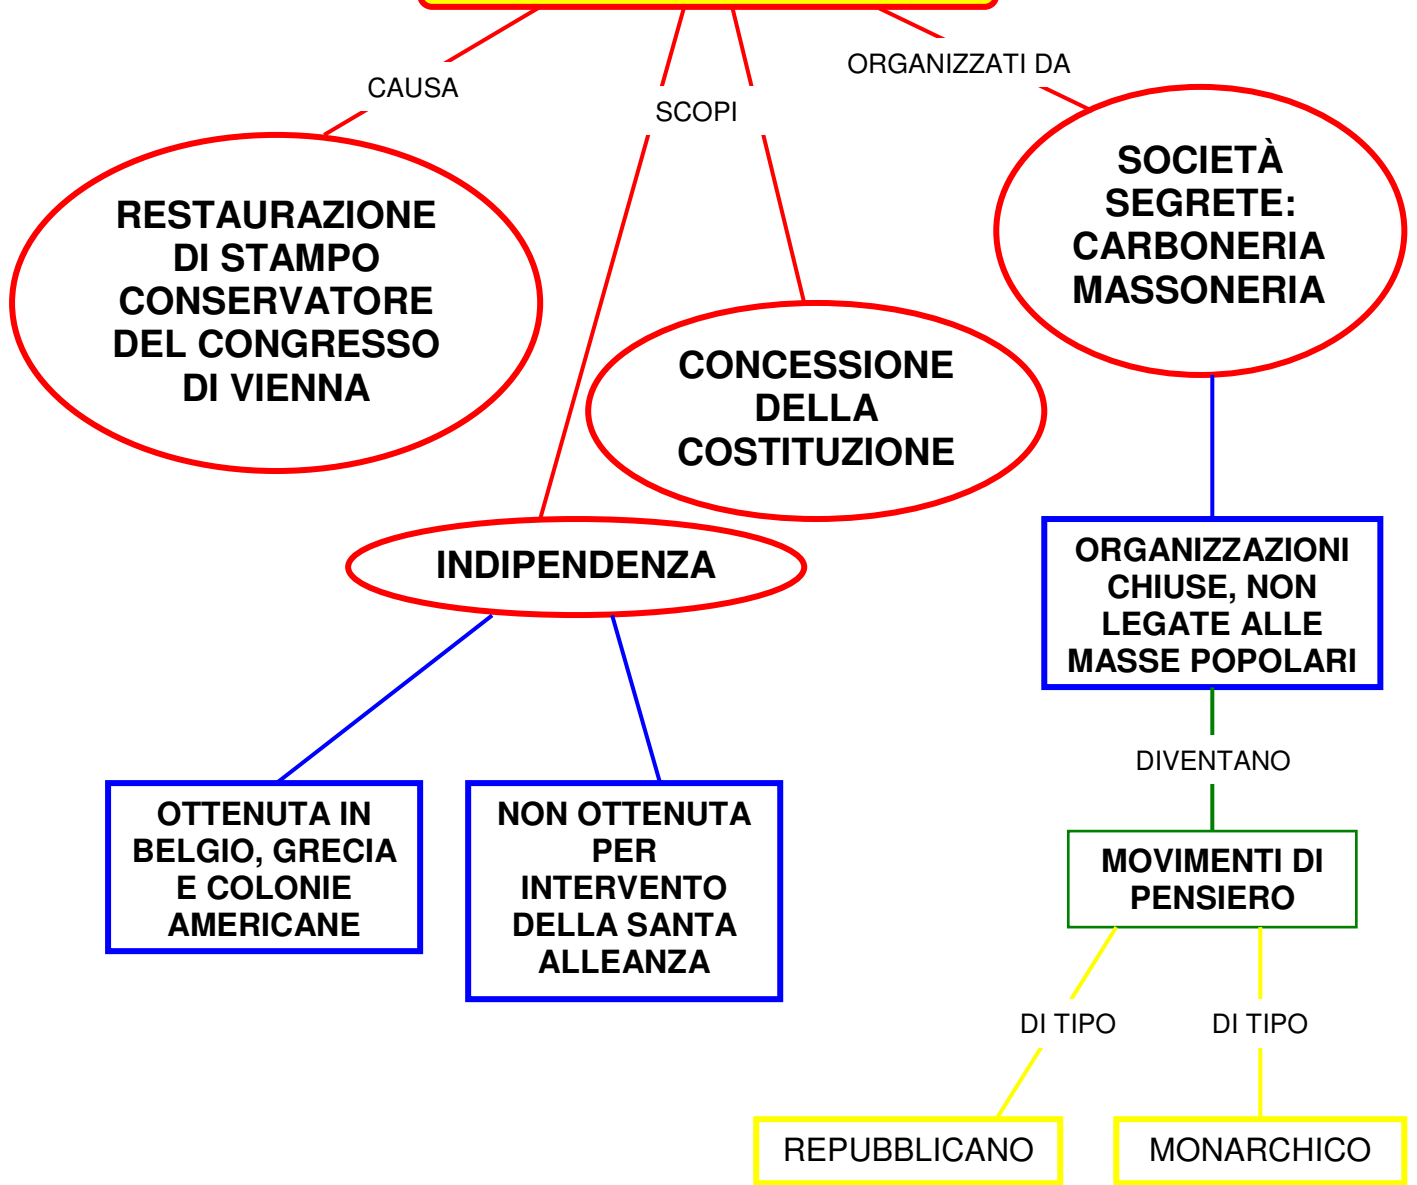 ORGANIZZATI DA
CAUSA
SCOPI
RESTAURAZIONE
DI STAMPO
CONSERVATORE
DEL CONGRESSO
DI VIENNA
SOCIETÀ
SEGRETE:
CARBONERIA
MASSONERIA
CONCESSIONE
DELLA
COSTITUZIONE
INDIPENDENZA
ORGANIZZAZIONI
CHIUSE, NON
LEGATE ALLE
MASSE POPOLARI
OTTENUTA IN
BELGIO, GRECIA
E COLONIE
AMERICANE
NON OTTENUTA
PER
INTERVENTO
DELLA SANTA
ALLEANZA
DIVENTANO
MOVIMENTI DI
PENSIERO
DI TIPO
DI TIPO
REPUBBLICANO
MONARCHICO